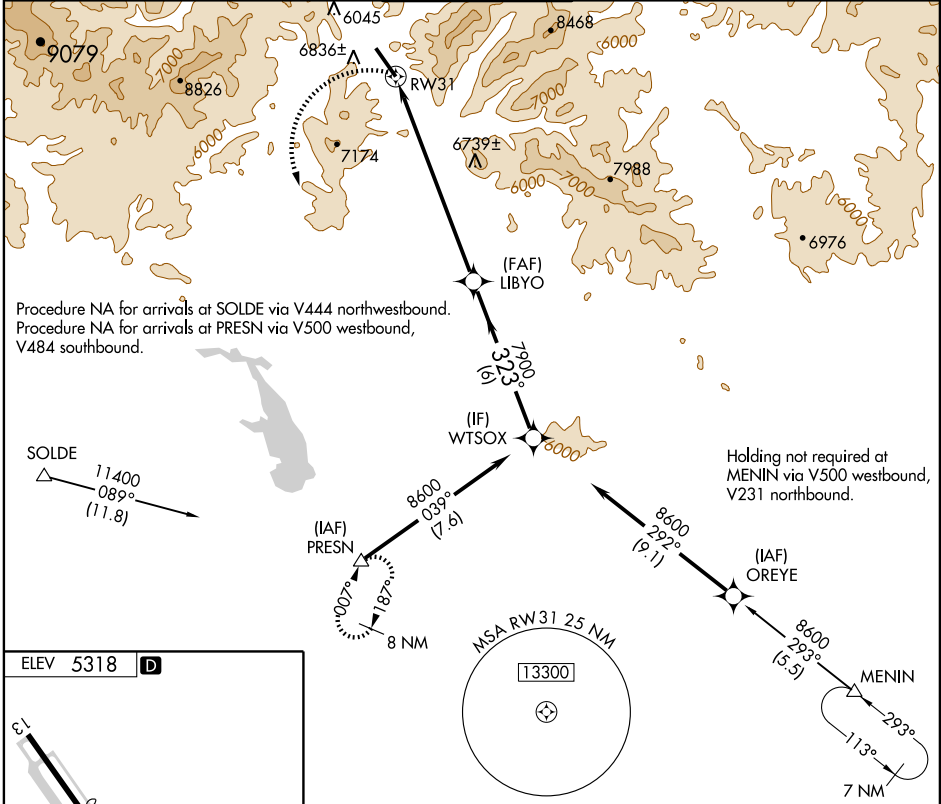 6045
8468
6000
9079
7000
6836±
8826
RW31
7000
6000
7174
6739±
6000
7000
7988
6000
6976
(FAF)
LIBYO
Procedure NA for arrivals at SOLDE via V444 northwestbound.
Procedure NA for arrivals at PRESN via V500 westbound,
V484 southbound.
7900
323°
(6)
(IF)
WTSOX
6000
SOLDE
11400
089°
(11.8)
Holding not required at
MENIN via V500 westbound,
V231 northbound.
8600
039°
(7.6)
(IAF)
PRESN
007°
187°
8 NM
8600
292°
(9.1)
(IAF)
OREYE
8600
293°
(5.5)
MENIN
293°
113°
7 NM
MSA RW31 25 NM
13300
ELEV 5318 D
13